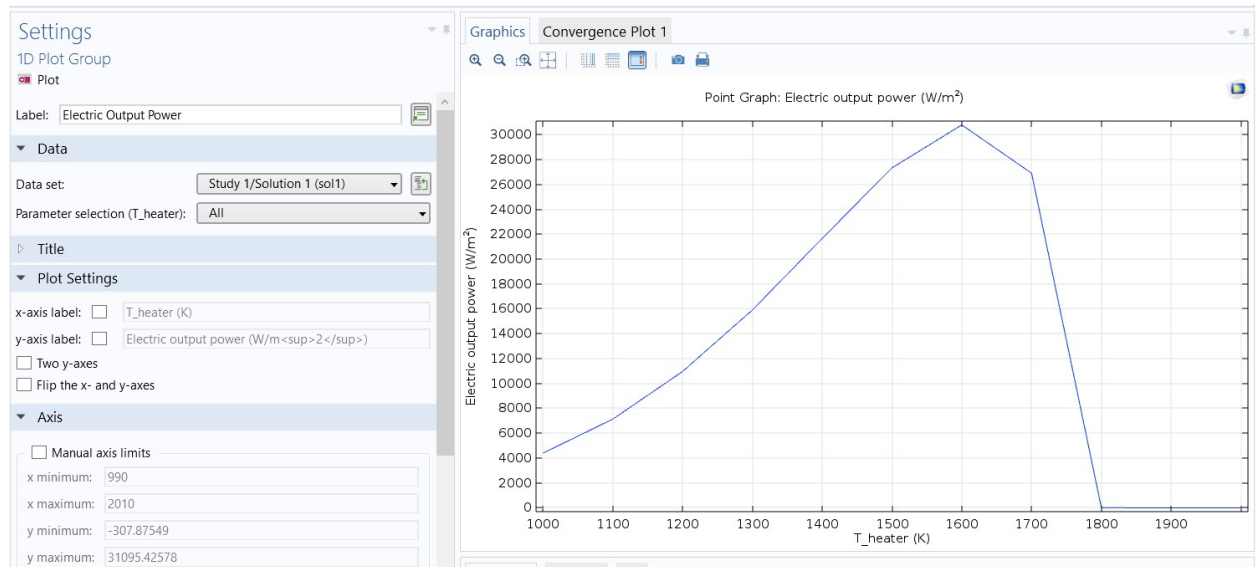 Settings
1D Plot Group
Plot
Label: Electric Output Power
Data
Data set: Study 1/Solution 1 (sol1)
Parameter selection (T_heater): All
Title
Plot Settings
x-axis label: T_heater (K)
y-axis label: Electric output power (W/m<sup>2</sup>)
Two y-axes
Flip the x- and y-axes
Axis
Manual axis limits
x minimum: 990
x maximum: 2010
y minimum: -307.87549
y maximum: 31095.42578
Graphics Convergence Plot 1
Point Graph: Electric output power (W/m²)
Electric output power (W/m²)
30000
28000
26000
24000
22000
20000
18000
16000
14000
12000
10000
8000
6000
4000
2000
0
1000 1100 1200 1300 1400 1500 1600 1700 1800 1900
T_heater (K)